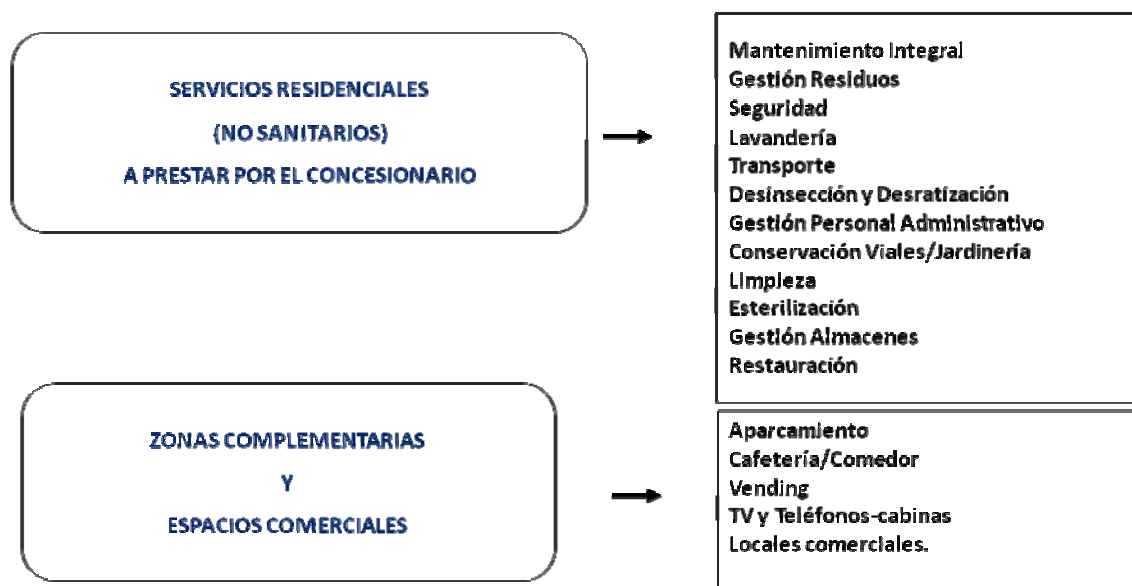 SERVICIOS RESIDENCIALES
(NO SANITARIOS)
A PRESTAR POR EL CONCESIONARIO
Mantenimiento Integral
Gestión Residuos
Seguridad
Lavandería
Transporte
Desinsección y Desratización
Gestión Personal Administrativo
Conservación Viales/Jardinería
Limpieza
Esterilización
Gestión Almacenes
Restauración
ZONAS COMPLEMENTARIAS
Y
ESPACIOS COMERCIALES
Aparcamiento
Cafetería/Comedor
Vending
TV y Teléfonos-cabinas
Locales comerciales.